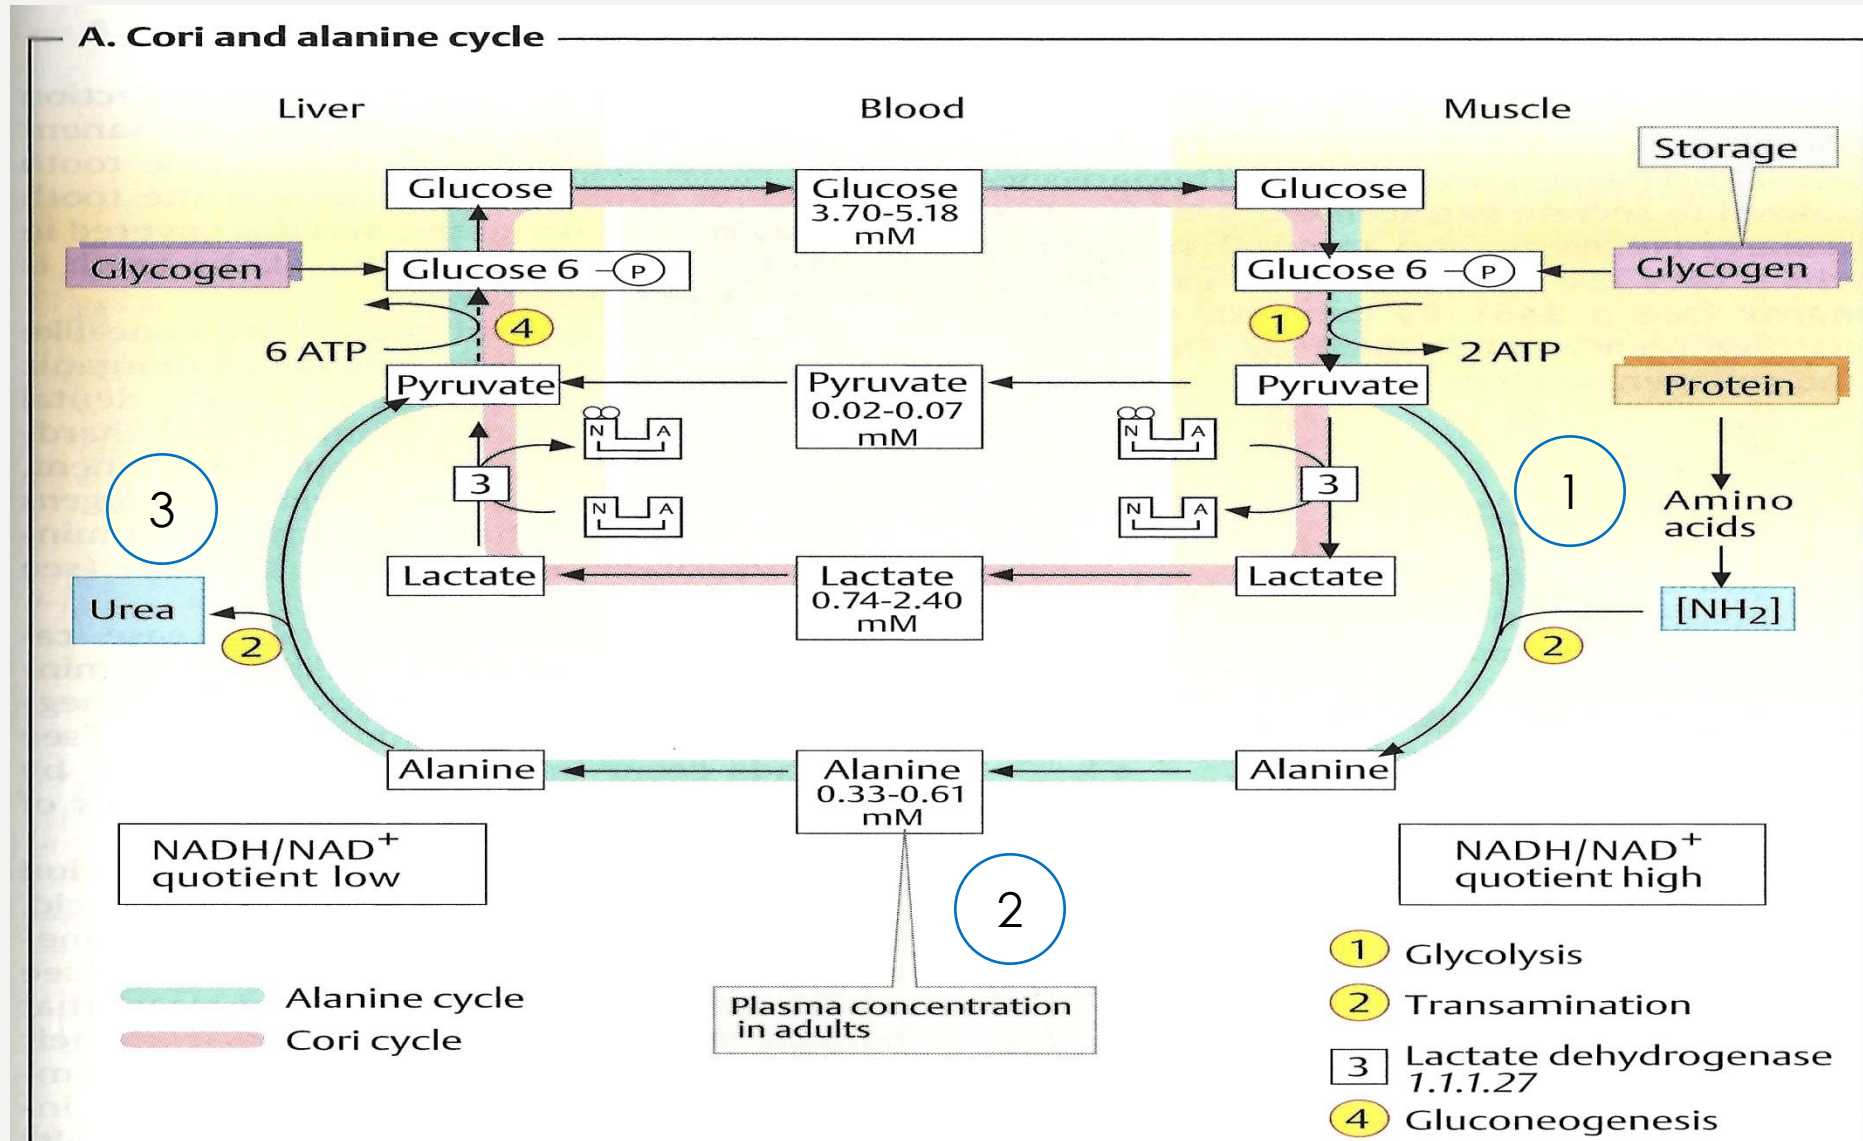 A. Cori and alanine cycle
Liver
Blood
Muscle
Storage
Glucose
Glucose
3.70-5.18
mM
Glucose
Glycogen
Glucose 6 P
Glucose 6 P
Glycogen
6 ATP
4
1
2 ATP
Pyruvate
Pyruvate
0.02-0.07
mM
Pyruvate
Protein
N A
N A
3
3
3
1
Amino
acids
N A
N A
Lactate
Lactate
0.74-2.40
mM
Lactate
Urea
[NH2]
2
2
Alanine
Alanine
0.33-0.61
mM
Alanine
NADH/NAD+
quotient low
2
NADH/NAD+
quotient high
Alanine cycle
Cori cycle
Plasma concentration
in adults
1 Glycolysis
2 Transamination
3 Lactate dehydrogenase
1.1.1.27
4 Gluconeogenesis